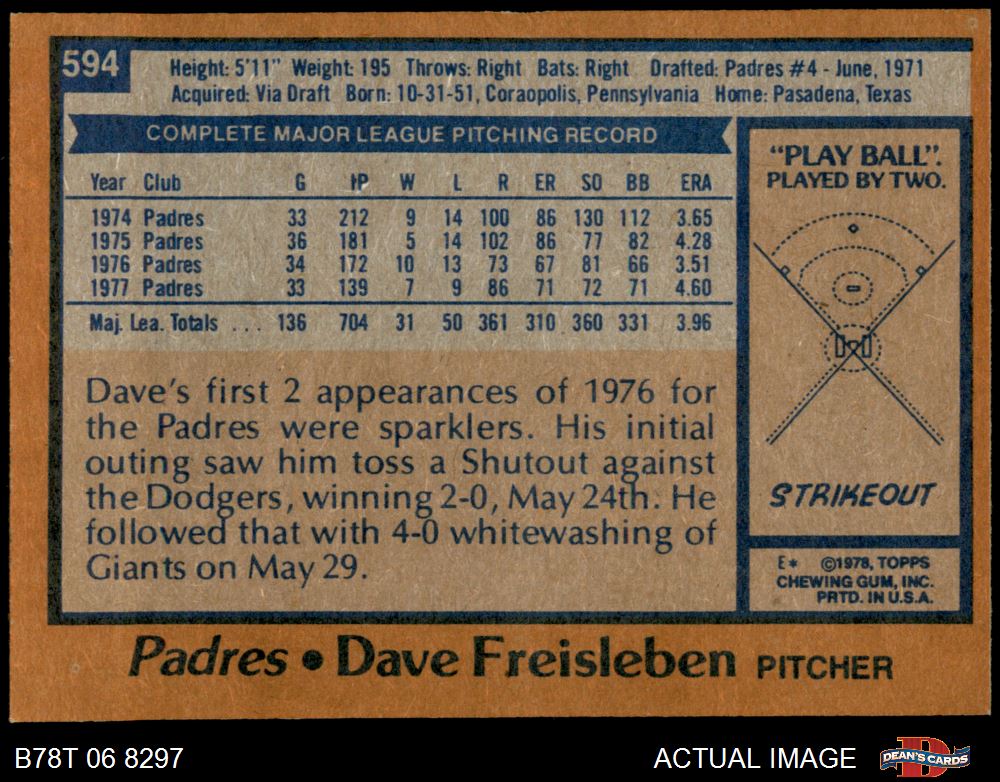 594
Height: 5'11" Weight: 195 Throws: Right Bats: Right Drafted: Padres #4 - June, 1971
Acquired: Via Draft Born: 10-31-51, Coraopolis, Pennsylvania Home: Pasadena, Texas
COMPLETE MAJOR LEAGUE PITCHING RECORD
Year Club G IP W L R ER SO BB ERA
1974 Padres 33 212 9 14 100 86 130 112 3.65
1975 Padres 36 181 5 14 102 86 77 82 4.28
1976 Padres 34 172 10 13 73 67 81 66 3.51
1977 Padres 33 139 7 9 86 71 72 71 4.60
Maj. Lea. Totals ... 136 704 31 50 361 310 360 331 3.96
Dave's first 2 appearances of 1976 for
the Padres were sparklers. His initial
outing saw him toss a Shutout against
the Dodgers, winning 2-0, May 24th. He
followed that with 4-0 whitewashing of
Giants on May 29.
"PLAY BALL".
PLAYED BY TWO.
STRIKEOUT
E* ©1978, TOPPS
CHEWING GUM, INC.
PRTD. IN U.S.A.
Padres • Dave Freisleben PITCHER
B78T 06 8297
ACTUAL IMAGE
DEAN'S CARDS